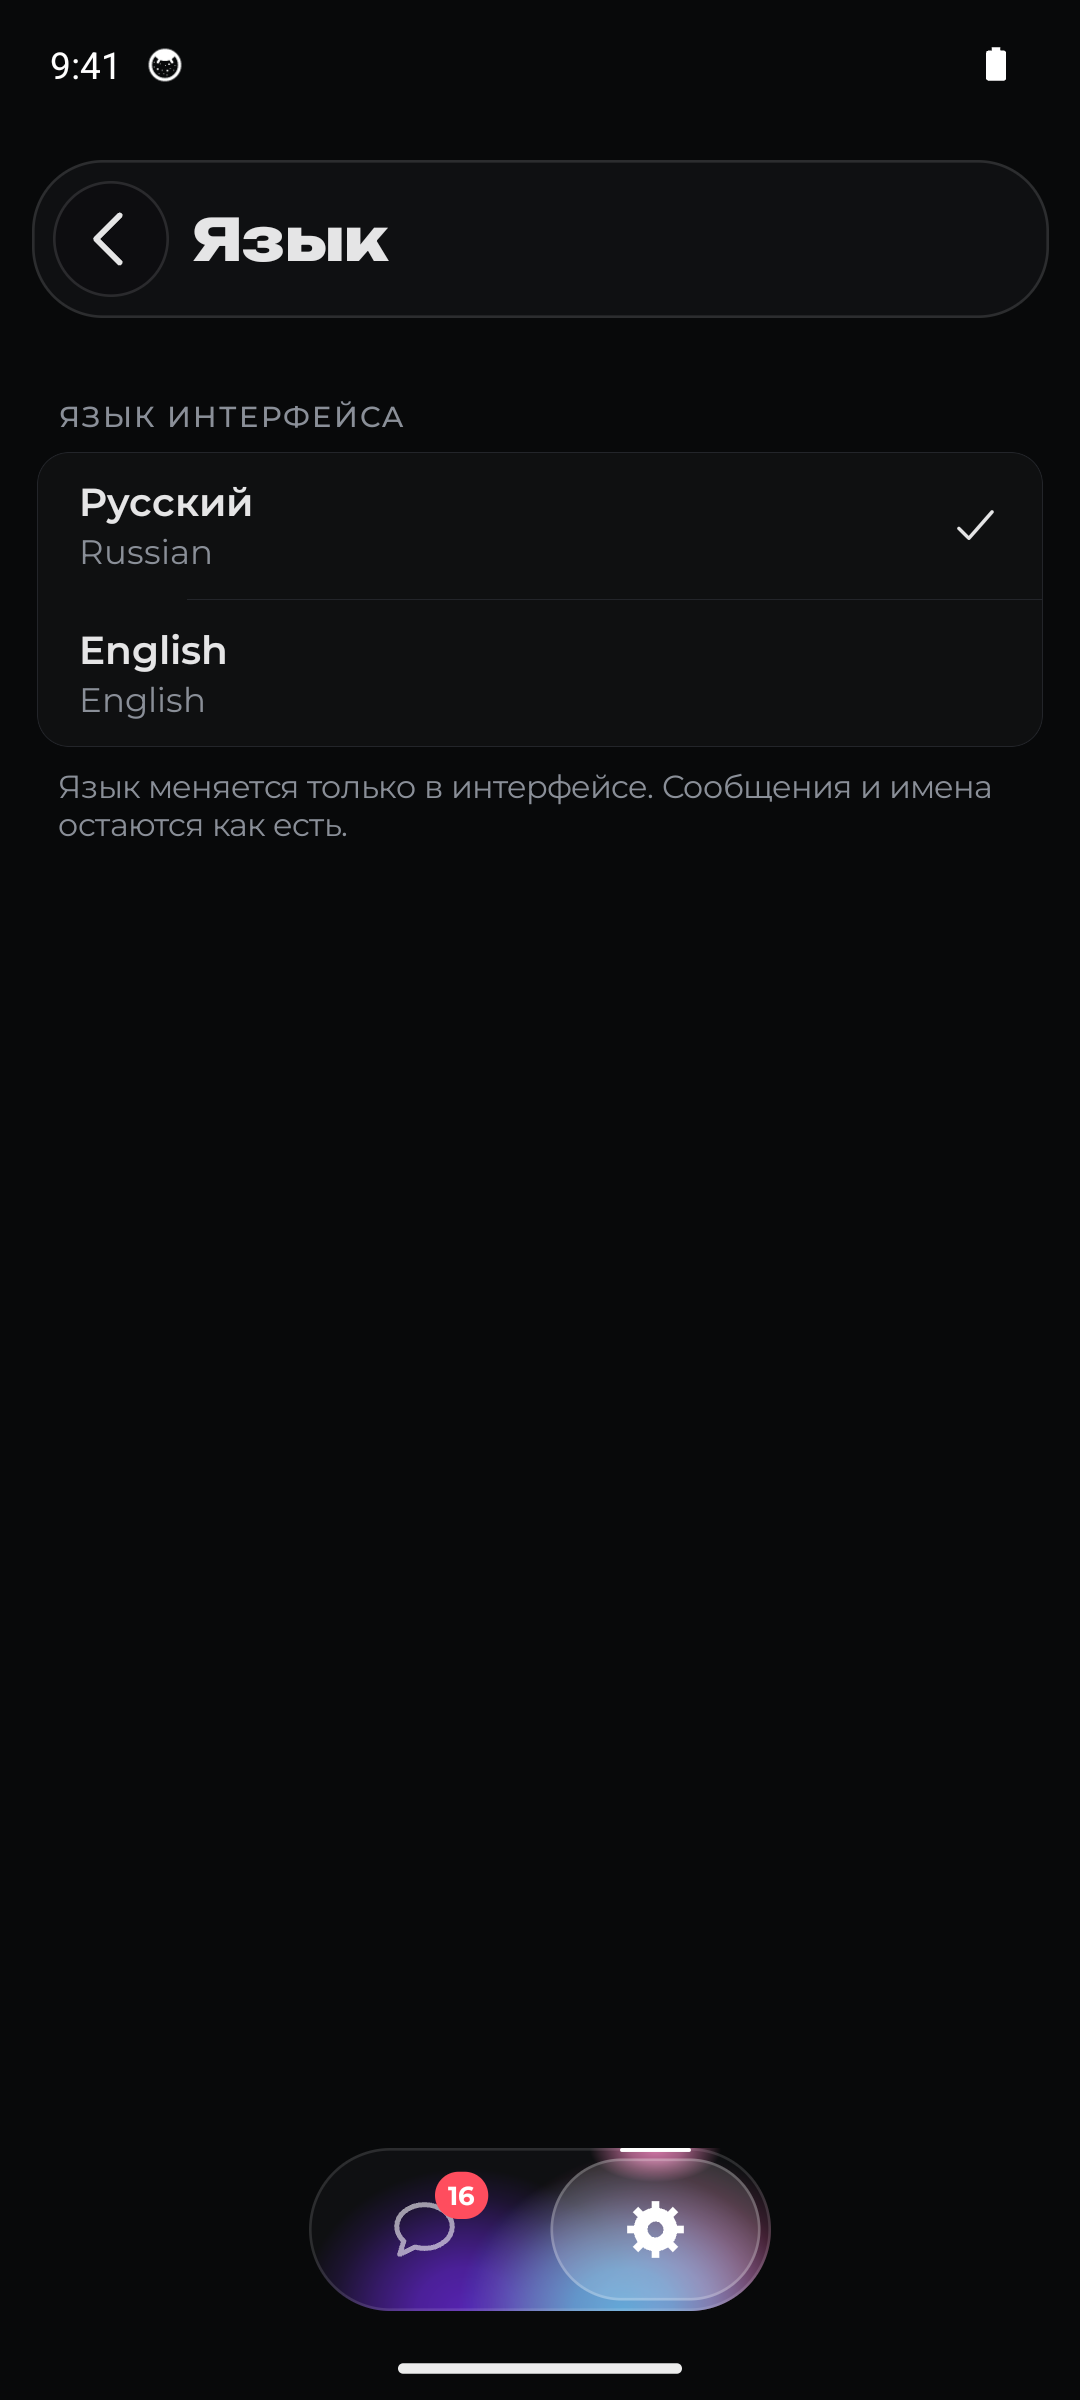 9:41
Язык
ЯЗЫК ИНТЕРФЕЙСА
Русский
Russian
English
English
Язык меняется только в интерфейсе. Сообщения и имена
остаются как есть.
16